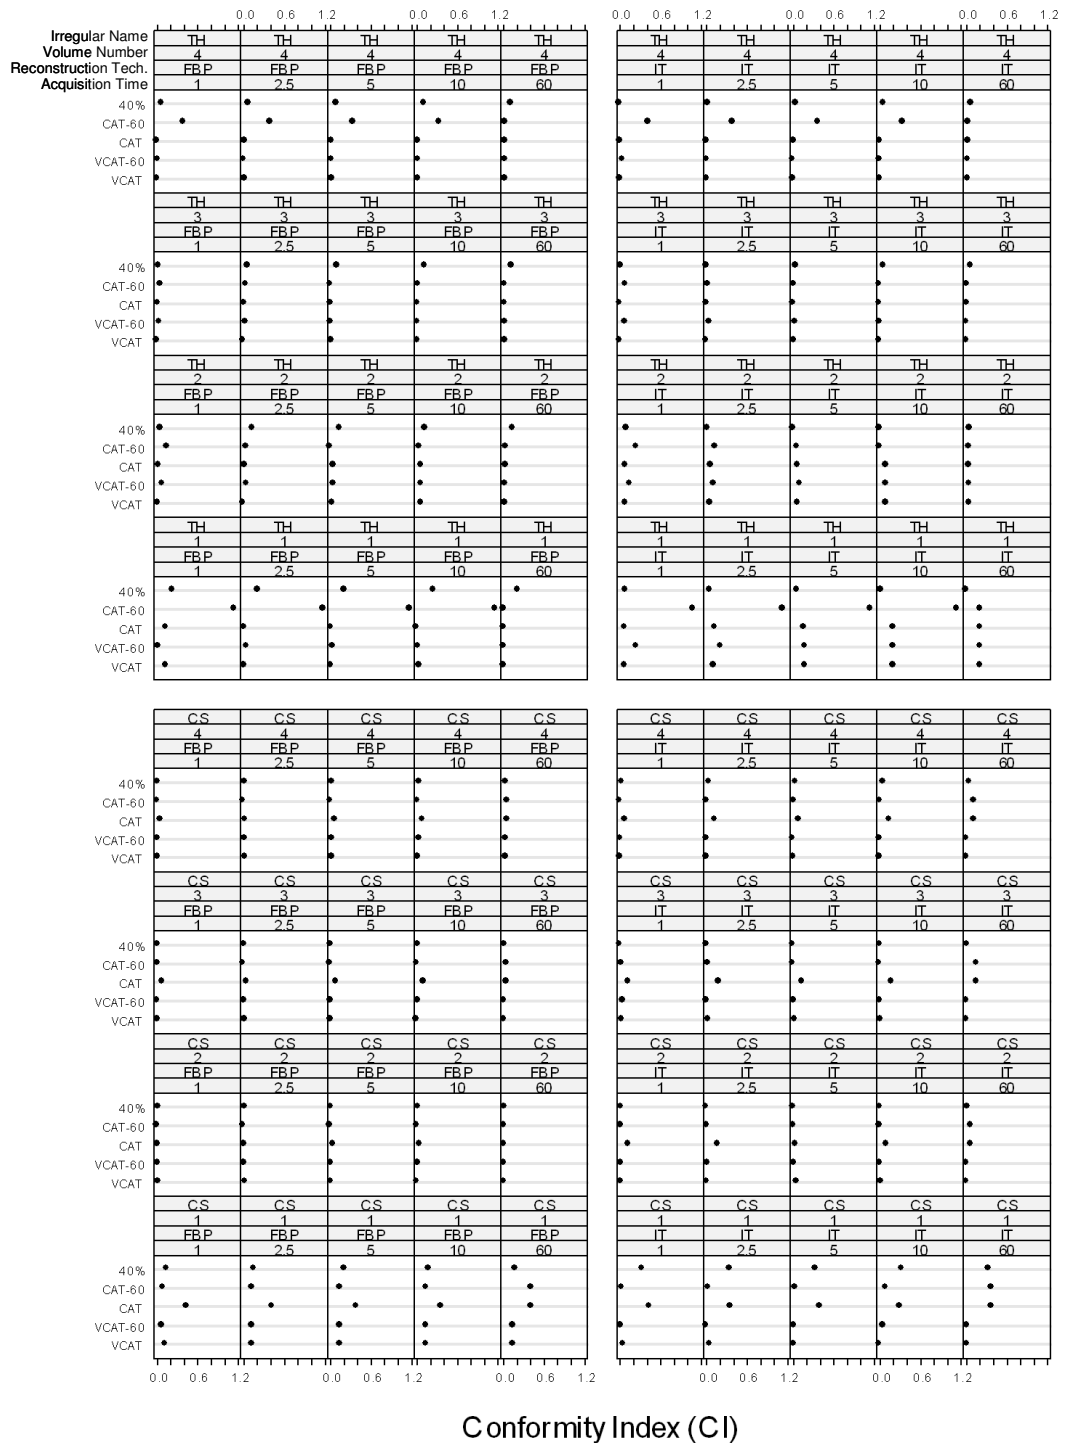 0.0 0.6 1.2 0.0 0.6 1.2 0.0 0.6 1.2 0.0 0.6 1.2 0.0 0.6 1.2
Irregular Name TH TH TH TH TH TH TH TH TH TH
Volume Number 4 4 4 4 4 4 4 4 4 4
Reconstruction Tech. FBP FBP FBP FBP FBP IT IT IT IT IT
Acquisition Time 1 2.5 5 10 60 1 2.5 5 10 60
40%
CAT-60
CAT
VCAT-60
VCAT
TH TH TH TH TH TH TH TH TH TH
3 3 3 3 3 3 3 3 3 3
FBP FBP FBP FBP FBP IT IT IT IT IT
1 2.5 5 10 60 1 2.5 5 10 60
40%
CAT-60
CAT
VCAT-60
VCAT
TH TH TH TH TH TH TH TH TH TH
2 2 2 2 2 2 2 2 2 2
FBP FBP FBP FBP FBP IT IT IT IT IT
1 2.5 5 10 60 1 2.5 5 10 60
40%
CAT-60
CAT
VCAT-60
VCAT
TH TH TH TH TH TH TH TH TH TH
1 1 1 1 1 1 1 1 1 1
FBP FBP FBP FBP FBP IT IT IT IT IT
1 2.5 5 10 60 1 2.5 5 10 60
40%
CAT-60
CAT
VCAT-60
VCAT
CS CS CS CS CS CS CS CS CS CS
4 4 4 4 4 4 4 4 4 4
FBP FBP FBP FBP FBP IT IT IT IT IT
1 2.5 5 10 60 1 2.5 5 10 60
40%
CAT-60
CAT
VCAT-60
VCAT
CS CS CS CS CS CS CS CS CS CS
3 3 3 3 3 3 3 3 3 3
FBP FBP FBP FBP FBP IT IT IT IT IT
1 2.5 5 10 60 1 2.5 5 10 60
40%
CAT-60
CAT
VCAT-60
VCAT
CS CS CS CS CS CS CS CS CS CS
2 2 2 2 2 2 2 2 2 2
FBP FBP FBP FBP FBP IT IT IT IT IT
1 2.5 5 10 60 1 2.5 5 10 60
40%
CAT-60
CAT
VCAT-60
VCAT
CS CS CS CS CS CS CS CS CS CS
1 1 1 1 1 1 1 1 1 1
FBP FBP FBP FBP FBP IT IT IT IT IT
1 2.5 5 10 60 1 2.5 5 10 60
40%
CAT-60
CAT
VCAT-60
VCAT
0.0 0.6 1.2 0.0 0.6 1.2 0.0 0.6 1.2 0.0 0.6 1.2 0.0 0.6 1.2
Conformity Index (CI)